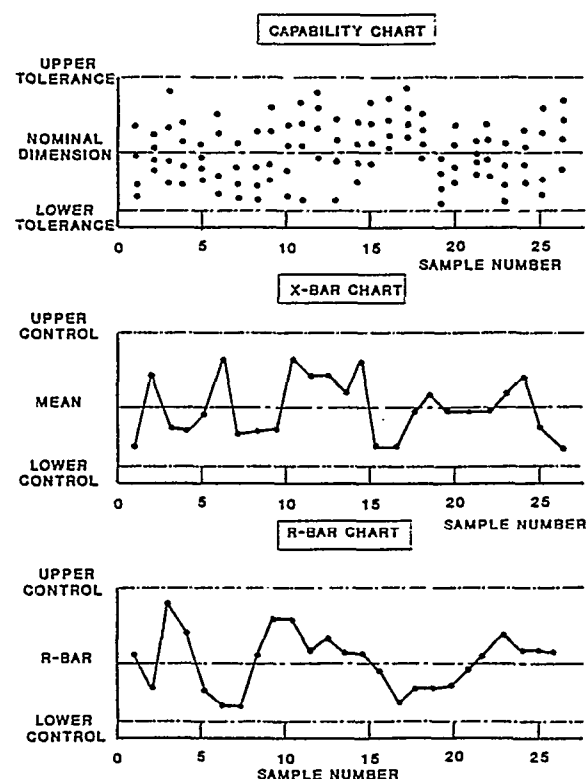 CAPABILITY CHART
UPPER
TOLERANCE
NOMINAL
DIMENSION
LOWER
TOLERANCE
0 5 10 15 20 25
SAMPLE NUMBER
X-BAR CHART
UPPER
CONTROL
MEAN
LOWER
CONTROL
0 5 10 15 20 25
SAMPLE NUMBER
R-BAR CHART
UPPER
CONTROL
R-BAR
LOWER
CONTROL
0 5 10 15 20 25
SAMPLE NUMBER